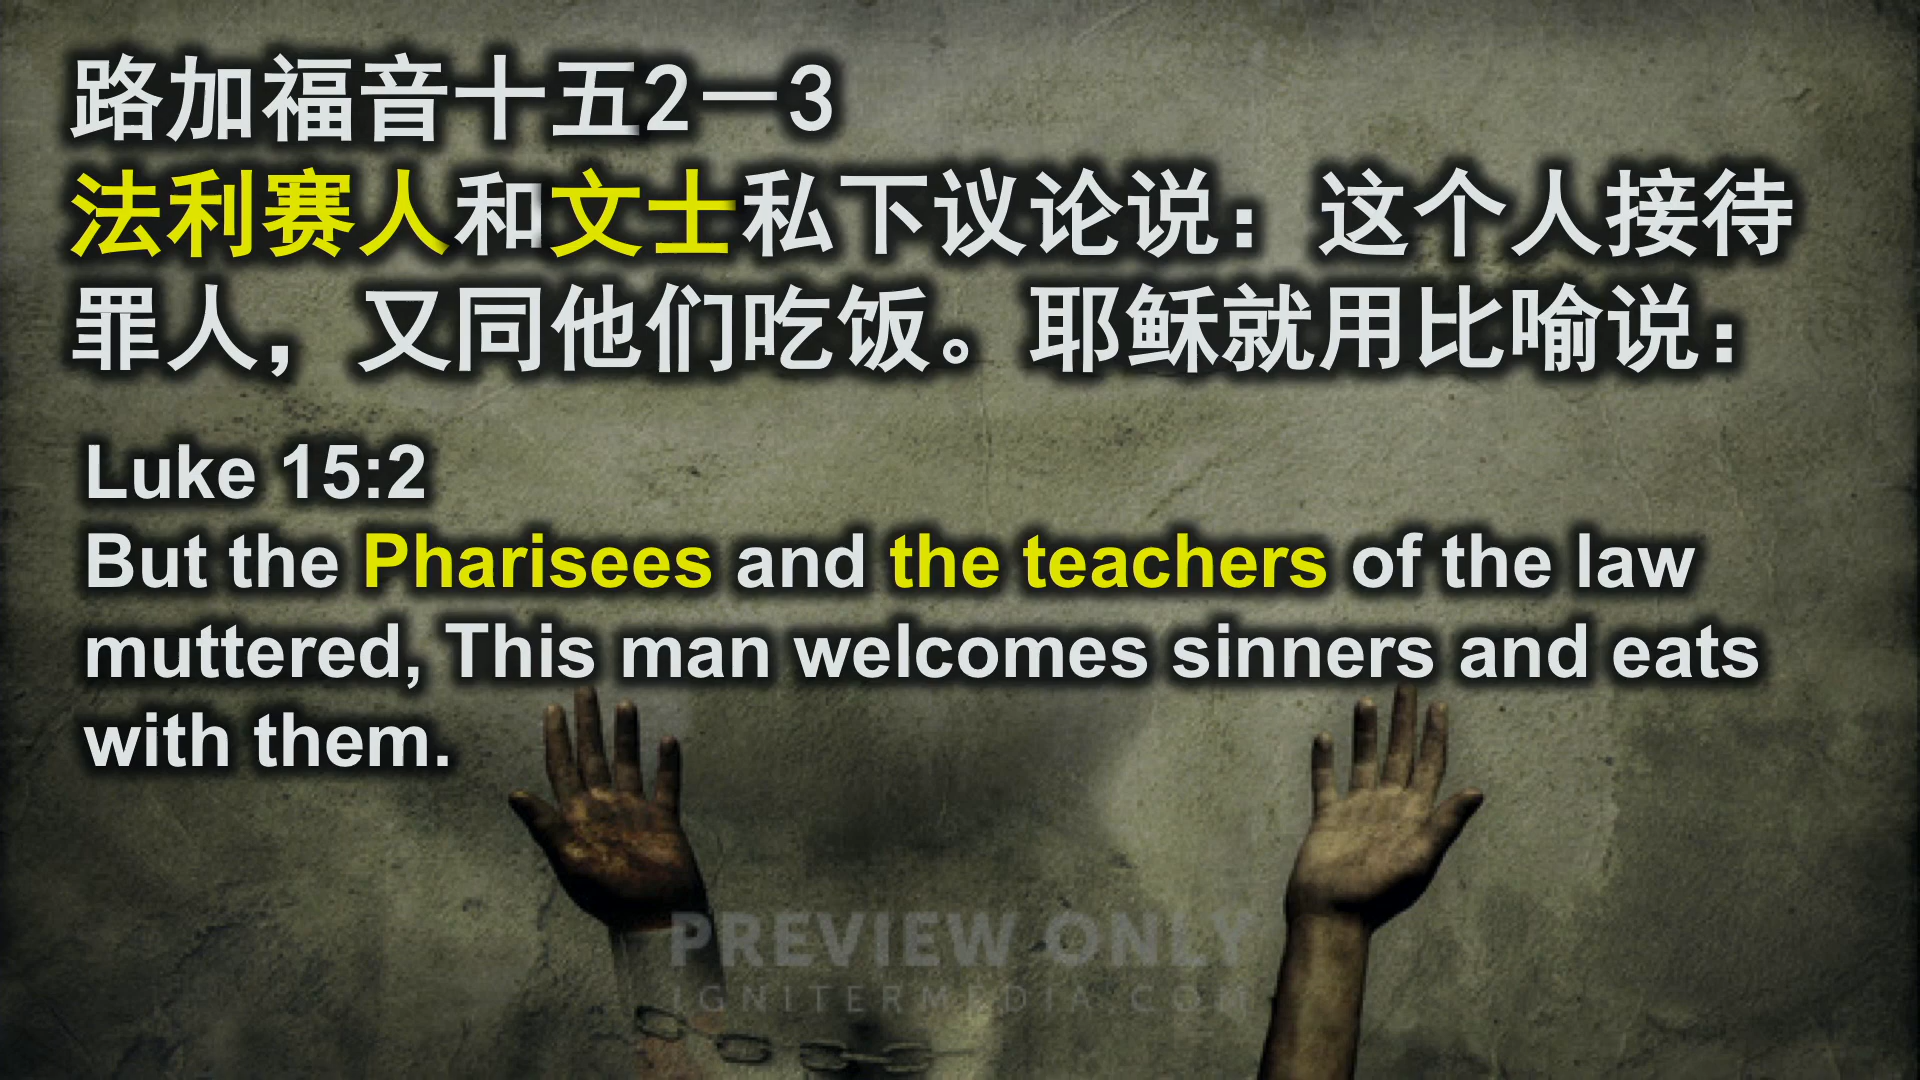 路加福音十五2－3
法利赛人和文士私下议论说：这个人接待
罪人，又同他们吃饭。耶稣就用比喻说：
Luke 15:2
But the Pharisees and the teachers of the law
muttered, This man welcomes sinners and eats
with them.
PREVIEW ONLY
IGNITERMEDIA.COM